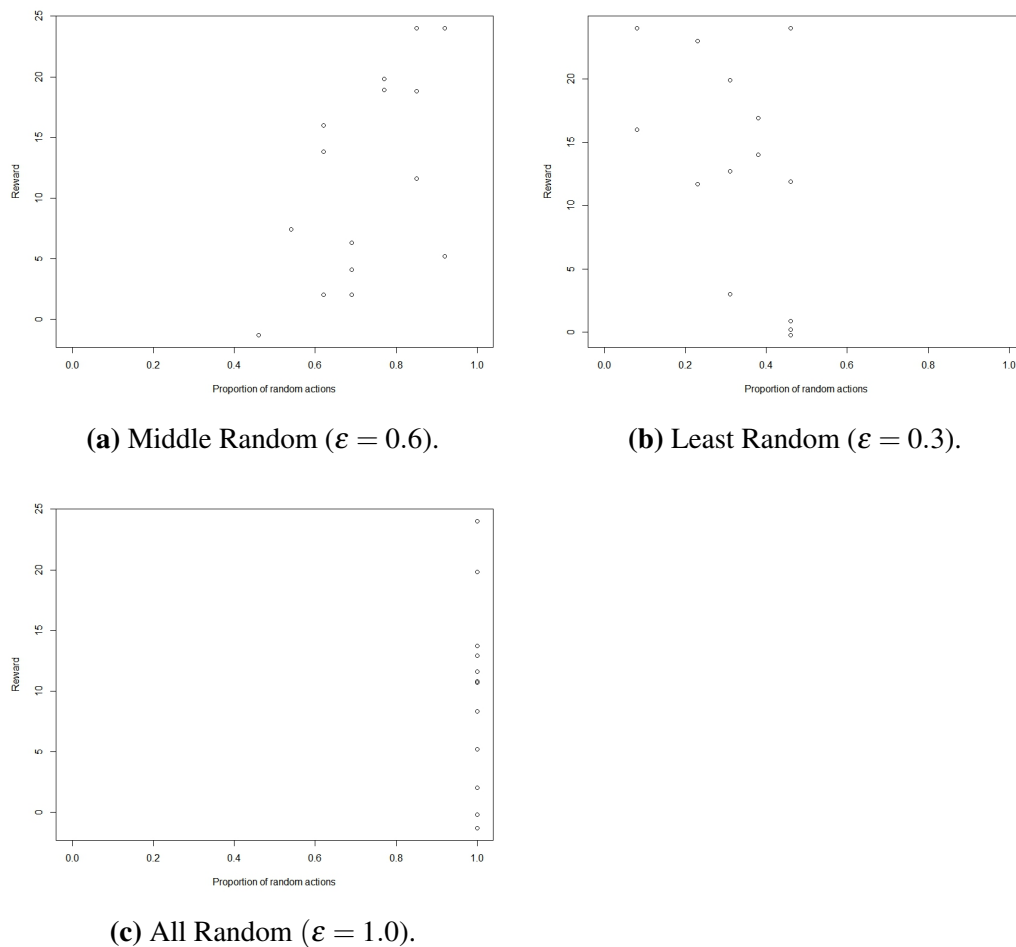 25
20
15
10
5
0
Reward
0.0 0.2 0.4 0.6 0.8 1.0
Proportion of random actions
(a) Middle Random (ε = 0.6).
20
15
10
5
0
Reward
0.0 0.2 0.4 0.6 0.8 1.0
Proportion of random actions
(b) Least Random (ε = 0.3).
25
20
15
10
5
0
Reward
0.0 0.2 0.4 0.6 0.8 1.0
Proportion of random actions
(c) All Random (ε = 1.0).